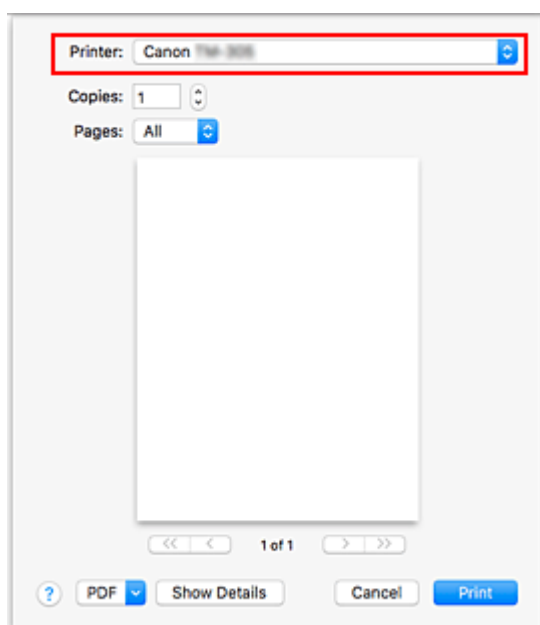 Printer: Canon
Copies: 1
Pages: All
<< < 1 of 1 > >>
? PDF Show Details Cancel Print